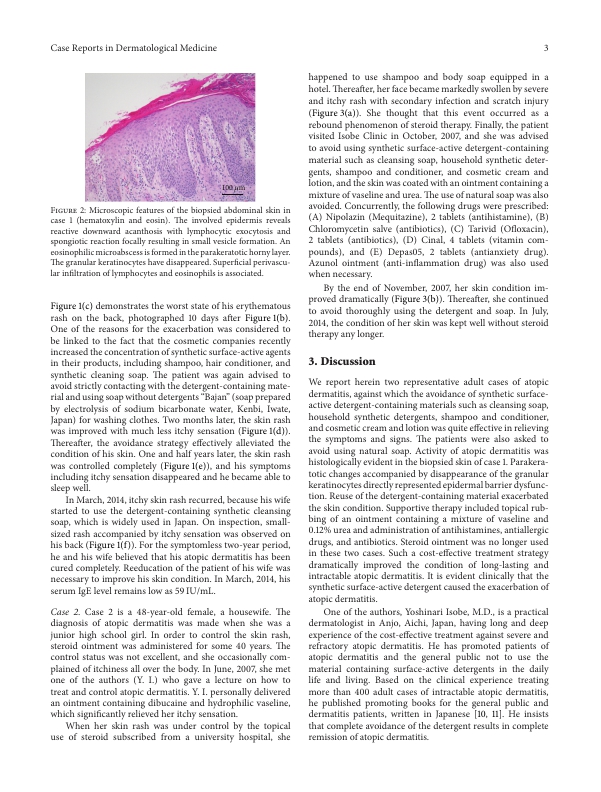 Case Reports in Dermatological Medicine
3
100 μm
Figure 2: Microscopic features of the biopsied abdominal skin in
case 1 (hematoxylin and eosin). The involved epidermis reveals
reactive downward acanthosis with lymphocytic exocytosis and
spongiotic reaction focally resulting in small vesicle formation. An
eosinophilic microabscess is formed in the parakeratotic horny layer.
The granular keratinocytes have disappeared. Superficial perivascu-
lar infiltration of lymphocytes and eosinophils is associated.
Figure 1(c) demonstrates the worst state of his erythematous
rash on the back, photographed 10 days after Figure 1(b).
One of the reasons for the exacerbation was considered to
be linked to the fact that the cosmetic companies recently
increased the concentration of synthetic surface-active agents
in their products, including shampoo, hair conditioner, and
synthetic cleaning soap. The patient was again advised to
avoid strictly contacting with the detergent-containing mate-
rial and using soap without detergents "Bajan" (soap prepared
by electrolysis of sodium bicarbonate water, Kenbi, Iwate,
Japan) for washing clothes. Two months later, the skin rash
was improved with much less itchy sensation (Figure 1(d)).
Thereafter, the avoidance strategy effectively alleviated the
condition of his skin. One and half years later, the skin rash
was controlled completely (Figure 1(e)), and his symptoms
including itchy sensation disappeared and he became able to
sleep well.
In March, 2014, itchy skin rash recurred, because his wife
started to use the detergent-containing synthetic cleansing
soap, which is widely used in Japan. On inspection, small-
sized rash accompanied by itchy sensation was observed on
his back (Figure 1(f)). For the symptomless two-year period,
he and his wife believed that his atopic dermatitis has been
cured completely. Reeducation of the patient of his wife was
necessary to improve his skin condition. In March, 2014, his
serum IgE level remains low as 59 IU/mL.
Case 2. Case 2 is a 48-year-old female, a housewife. The
diagnosis of atopic dermatitis was made when she was a
junior high school girl. In order to control the skin rash,
steroid ointment was administered for some 40 years. The
control status was not excellent, and she occasionally com-
plained of itchiness all over the body. In June, 2007, she met
one of the authors (Y. I.) who gave a lecture on how to
treat and control atopic dermatitis. Y. I. personally delivered
an ointment containing dibucaine and hydrophilic vaseline,
which significantly relieved her itchy sensation.
When her skin rash was under control by the topical
use of steroid subscribed from a university hospital, she
happened to use shampoo and body soap equipped in a
hotel. Thereafter, her face became markedly swollen by severe
and itchy rash with secondary infection and scratch injury
(Figure 3(a)). She thought that this event occurred as a
rebound phenomenon of steroid therapy. Finally, the patient
visited Isobe Clinic in October, 2007, and she was advised
to avoid using synthetic surface-active detergent-containing
material such as cleansing soap, household synthetic deter-
gents, shampoo and conditioner, and cosmetic cream and
lotion, and the skin was coated with an ointment containing a
mixture of vaseline and urea. The use of natural soap was also
avoided. Concurrently, the following drugs were prescribed:
(A) Nipolazin (Mequitazine), 2 tablets (antihistamine), (B)
Chloromycetin salve (antibiotics), (C) Tarivid (Ofloxacin),
2 tablets (antibiotics), (D) Cinal, 4 tablets (vitamin com-
pounds), and (E) Depas05, 2 tablets (antianxiety drug).
Azunol ointment (anti-inflammation drug) was also used
when necessary.
By the end of November, 2007, her skin condition im-
proved dramatically (Figure 3(b)). Thereafter, she continued
to avoid thoroughly using the detergent and soap. In July,
2014, the condition of her skin was kept well without steroid
therapy any longer.
3. Discussion
We report herein two representative adult cases of atopic
dermatitis, against which the avoidance of synthetic surface-
active detergent-containing materials such as cleansing soap,
household synthetic detergents, shampoo and conditioner,
and cosmetic cream and lotion was quite effective in relieving
the symptoms and signs. The patients were also asked to
avoid using natural soap. Activity of atopic dermatitis was
histologically evident in the biopsied skin of case 1. Parakera-
totic changes accompanied by disappearance of the granular
keratinocytes directly represented epidermal barrier dysfunc-
tion. Reuse of the detergent-containing material exacerbated
the skin condition. Supportive therapy included topical rub-
bing of an ointment containing a mixture of vaseline and
0.12% urea and administration of antihistamines, antiallergic
drugs, and antibiotics. Steroid ointment was no longer used
in these two cases. Such a cost-effective treatment strategy
dramatically improved the condition of long-lasting and
intractable atopic dermatitis. It is evident clinically that the
synthetic surface-active detergent caused the exacerbation of
atopic dermatitis.
One of the authors, Yoshinari Isobe, M.D., is a practical
dermatologist in Anjo, Aichi, Japan, having long and deep
experience of the cost-effective treatment against severe and
refractory atopic dermatitis. He has promoted patients of
atopic dermatitis and the general public not to use the
material containing surface-active detergents in the daily
life and living. Based on the clinical experience treating
more than 400 adult cases of intractable atopic dermatitis,
he published promoting books for the general public and
dermatitis patients, written in Japanese [10, 11]. He insists
that complete avoidance of the detergent results in complete
remission of atopic dermatitis.